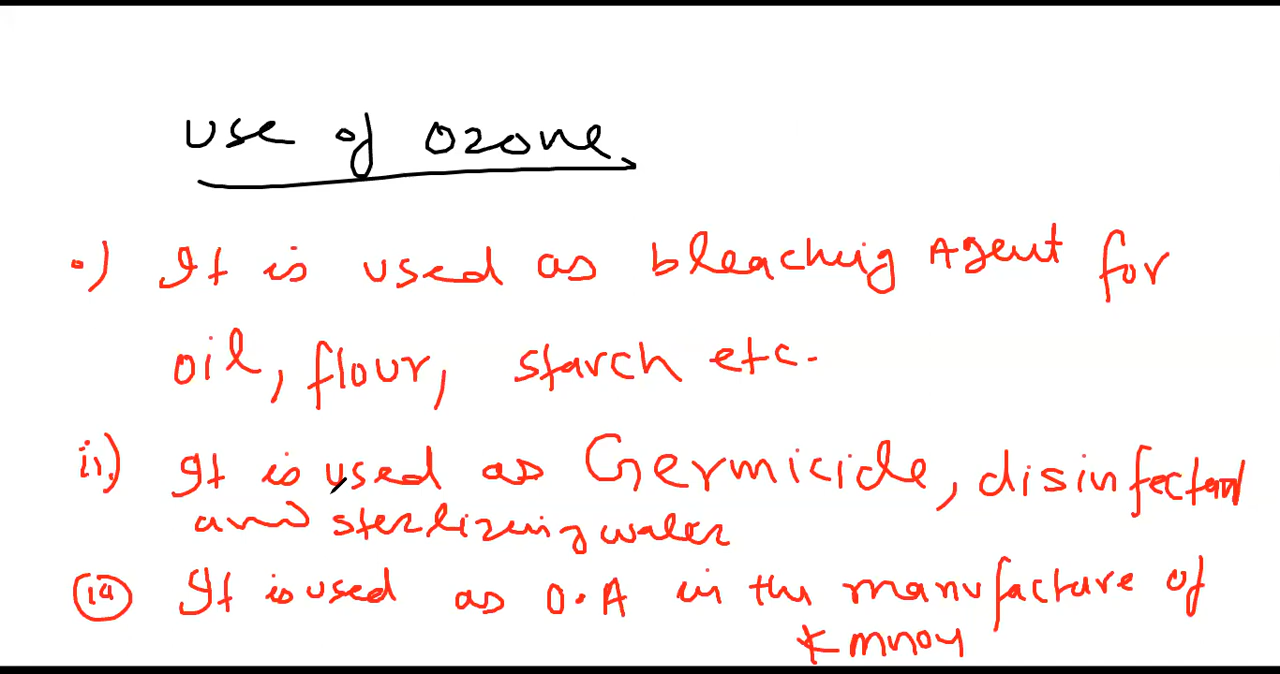 Use of Ozone
•) It is used as bleaching Agent for
oil, flour, starch etc.
ii.) It is used as Germicide, disinfectant
and sterlizing water
It is used as O.A in the manufacture of
KMnO4